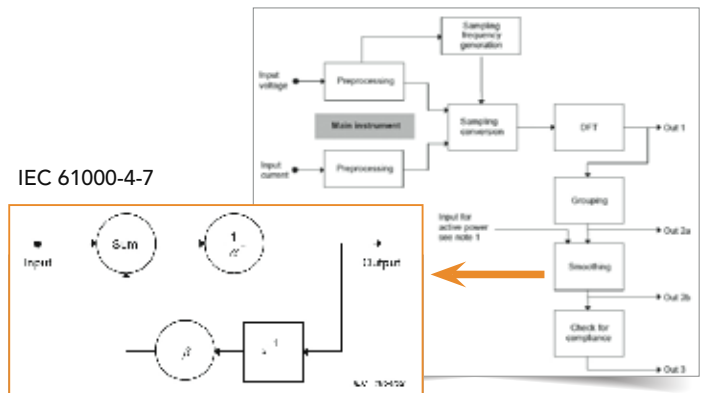 Sampling
frequency
generation
Input
voltage
Preprocessing
Main instrument
Sampling
conversion
DFT
Out 1
Input
current
Preprocessing
IEC 61000-4-7
Grouping
Input for
active power
see note 1
Out 2a
Smoothing
Out 2b
Check for
compliance
Out 3
Input
Sum
1
Output
β